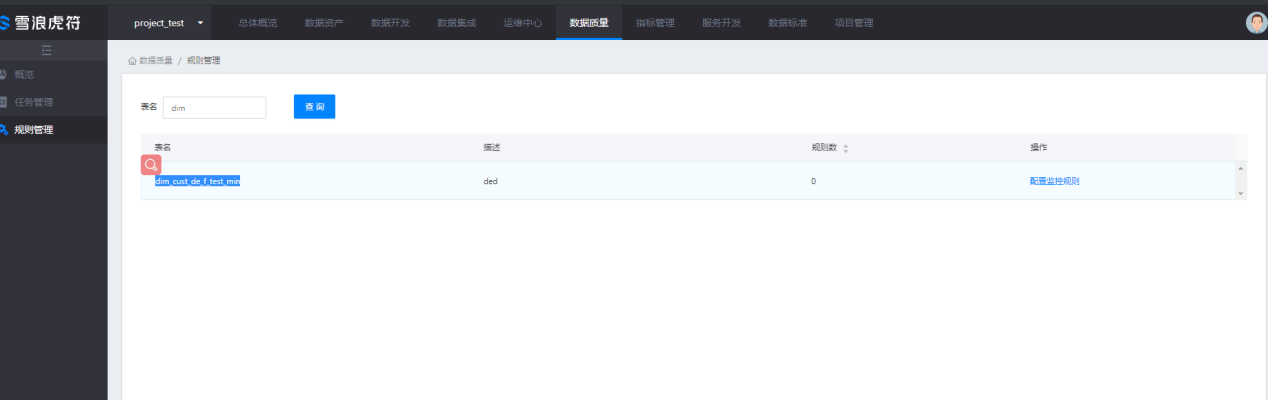 雪浪虎符 project_test 总体概览 数据资产 数据开发 数据集成 运维中心 数据质量 指标管理 服务开发 数据标准 项目管理
数据质量 / 规则管理
概览
任务管理
规则管理
表名 dim 查 询
表名 描述 规则数 操作
dim_cust_de_f_test_min ded 0 配置监控规则